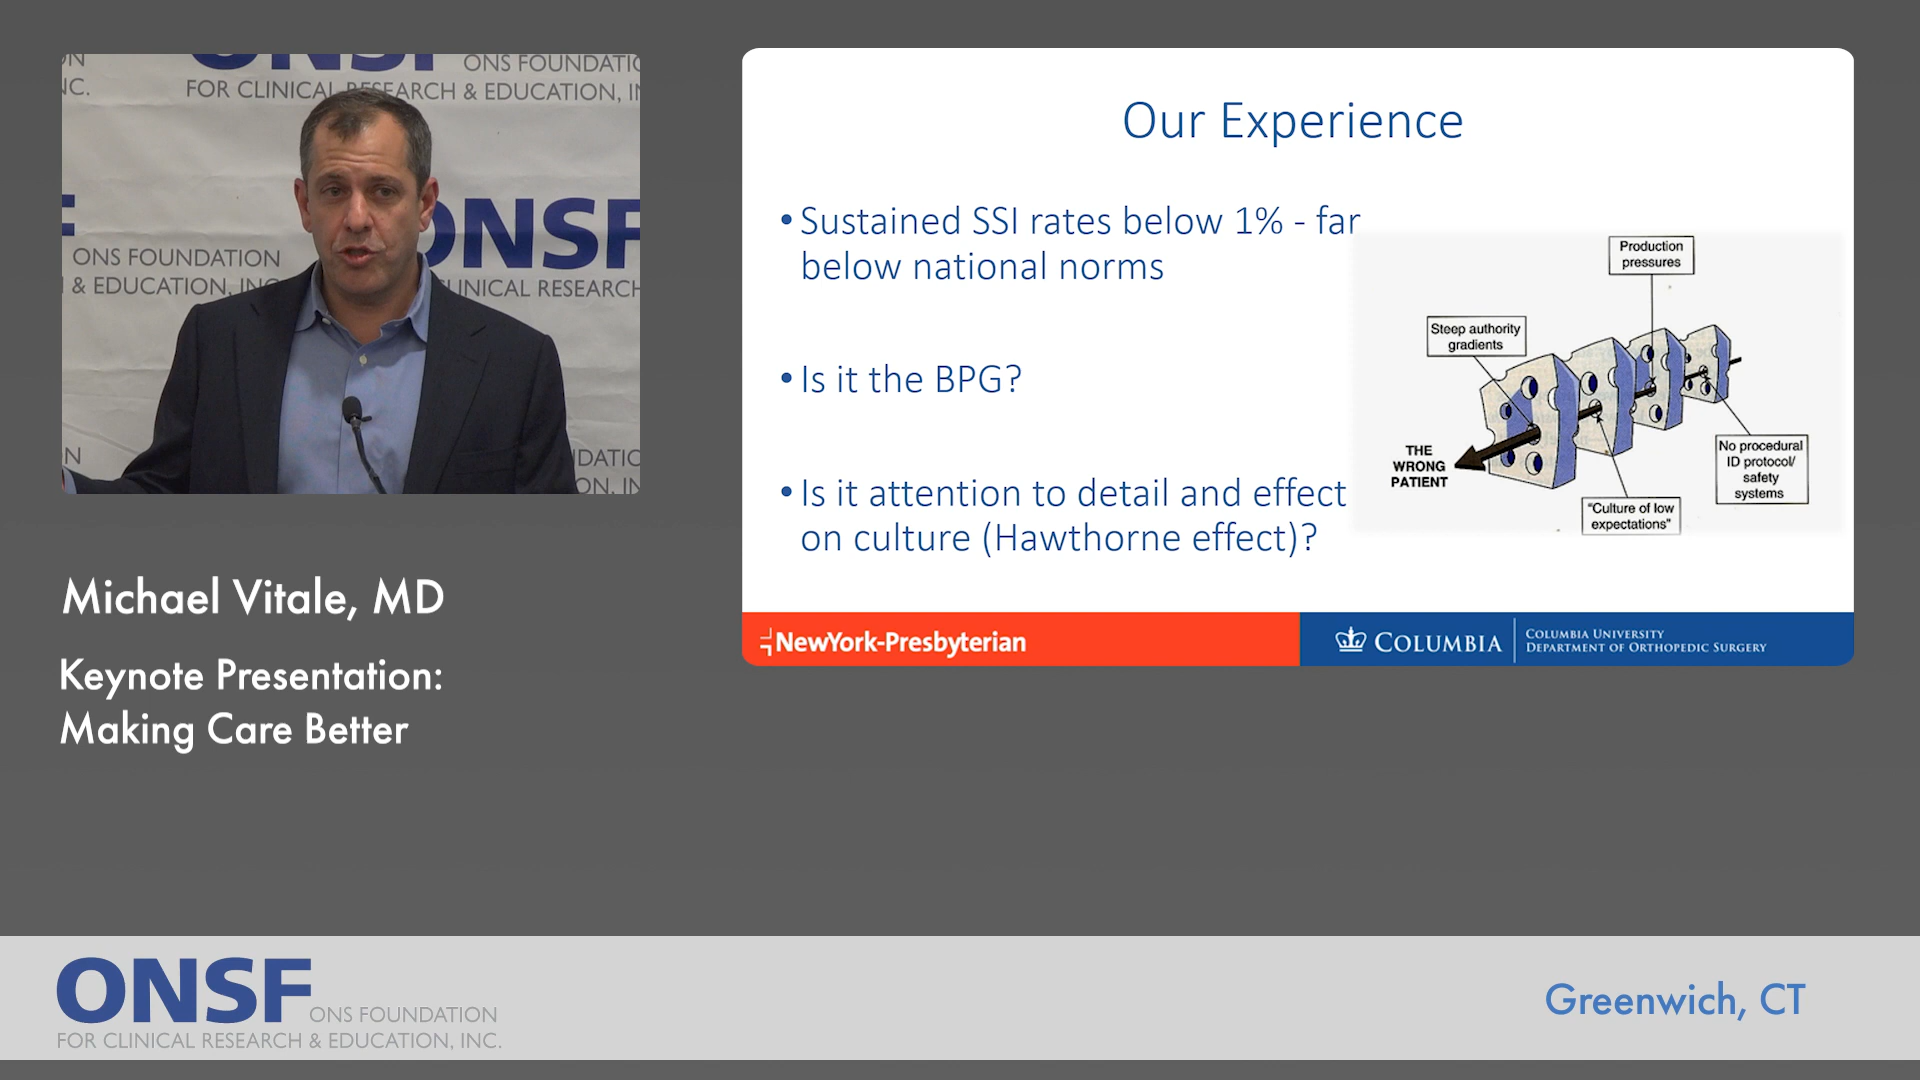 ONS FOUNDATIO
NC.
FOR CLINICAL RESEARCH & EDUCATION, IN
ONSF
ONS FOUNDATION
& EDUCATION, INC.
CLINICAL RESEARCH
Michael Vitale, MD
Keynote Presentation:
Making Care Better
Our Experience
• Sustained SSI rates below 1% - far
below national norms
• Is it the BPG?
• Is it attention to detail and effect
on culture (Hawthorne effect)?
Production
pressures
Steep authority
gradients
THE
WRONG
PATIENT
"Culture of low
expectations"
No procedural
ID protocol/
safety
systems
NewYork-Presbyterian
COLUMBIA
COLUMBIA UNIVERSITY
DEPARTMENT OF ORTHOPEDIC SURGERY
ONSF
ONS FOUNDATION
FOR CLINICAL RESEARCH & EDUCATION, INC.
Greenwich, CT